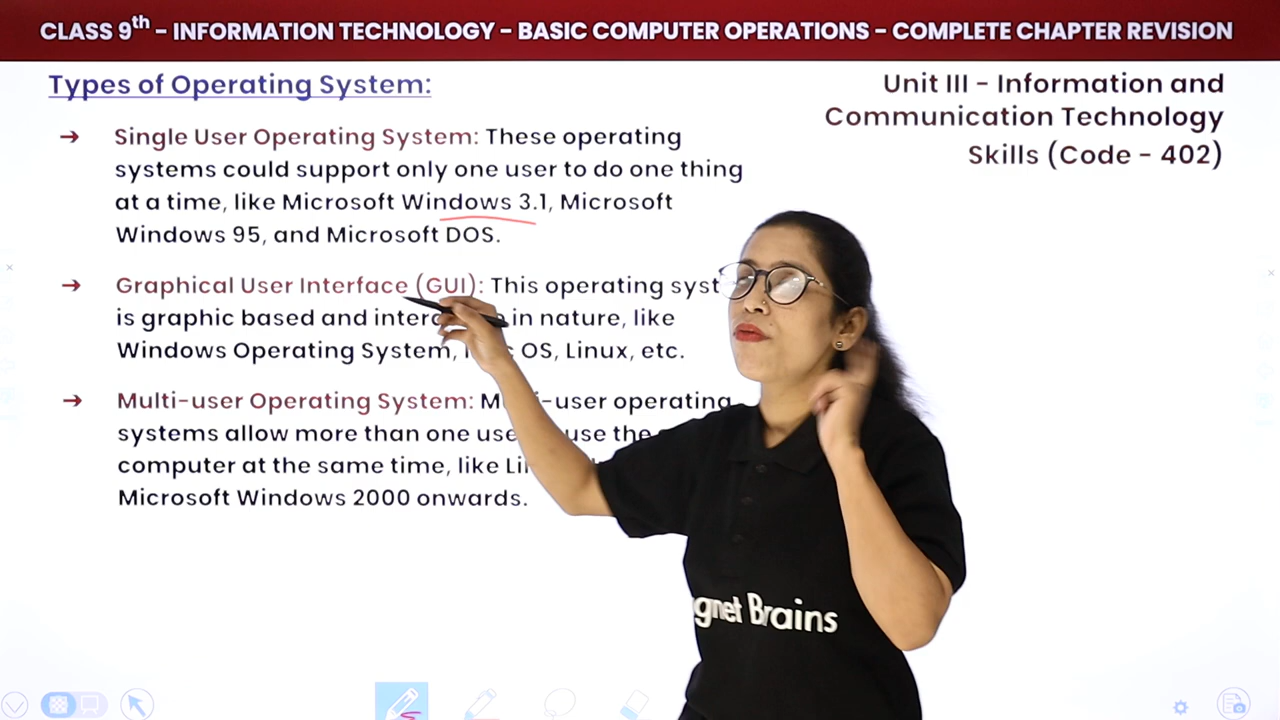 CLASS 9th - INFORMATION TECHNOLOGY - BASIC COMPUTER OPERATIONS - COMPLETE CHAPTER REVISION
Types of Operating System:
Unit III - Information and
Communication Technology
Skills (Code - 402)
→ Single User Operating System: These operating
systems could support only one user to do one thing
at a time, like Microsoft Windows 3.1, Microsoft
Windows 95, and Microsoft DOS.
→ Graphical User Interface (GUI): This operating
is graphic based and in nature, like
Windows Operating System, OS, Linux, etc.
→ Multi-user Operating System: -user operating
systems allow more than one use the
computer at the same time, like
Microsoft Windows 2000 onwards.
Brains